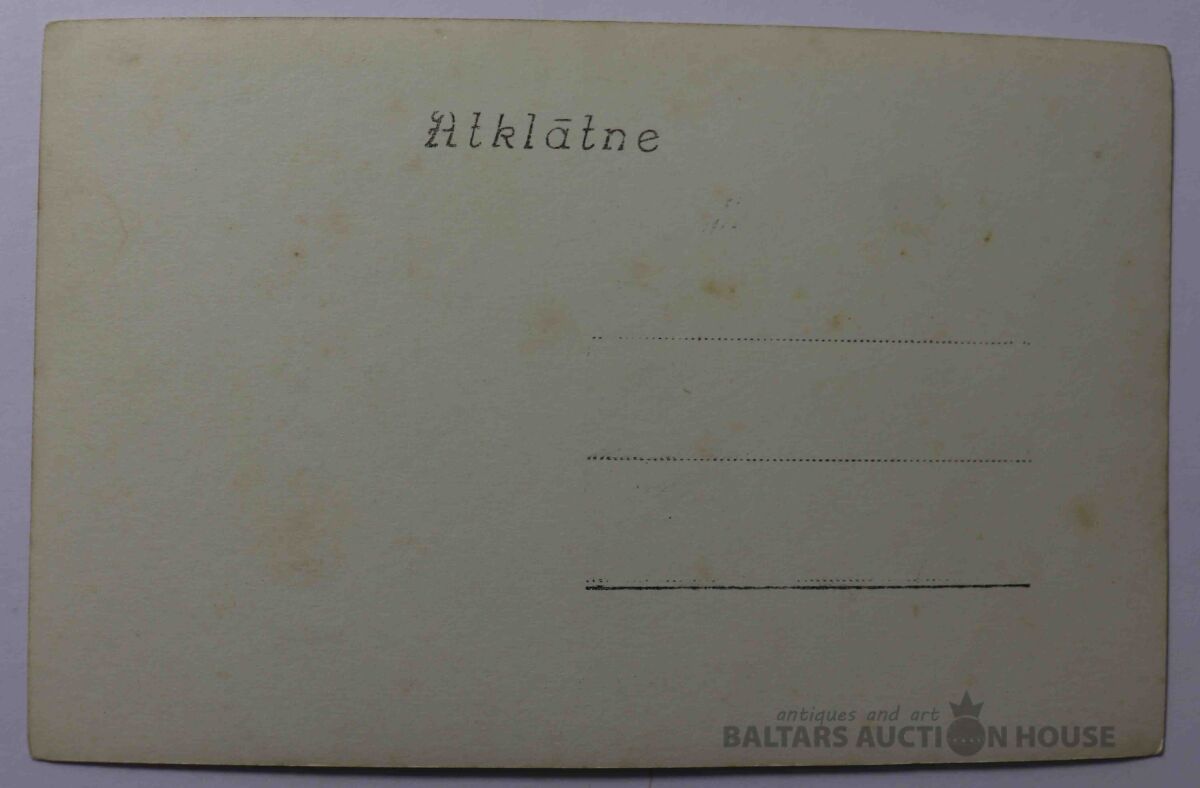 Atklātne
antiques and art
BALTARS AUCTION HOUSE